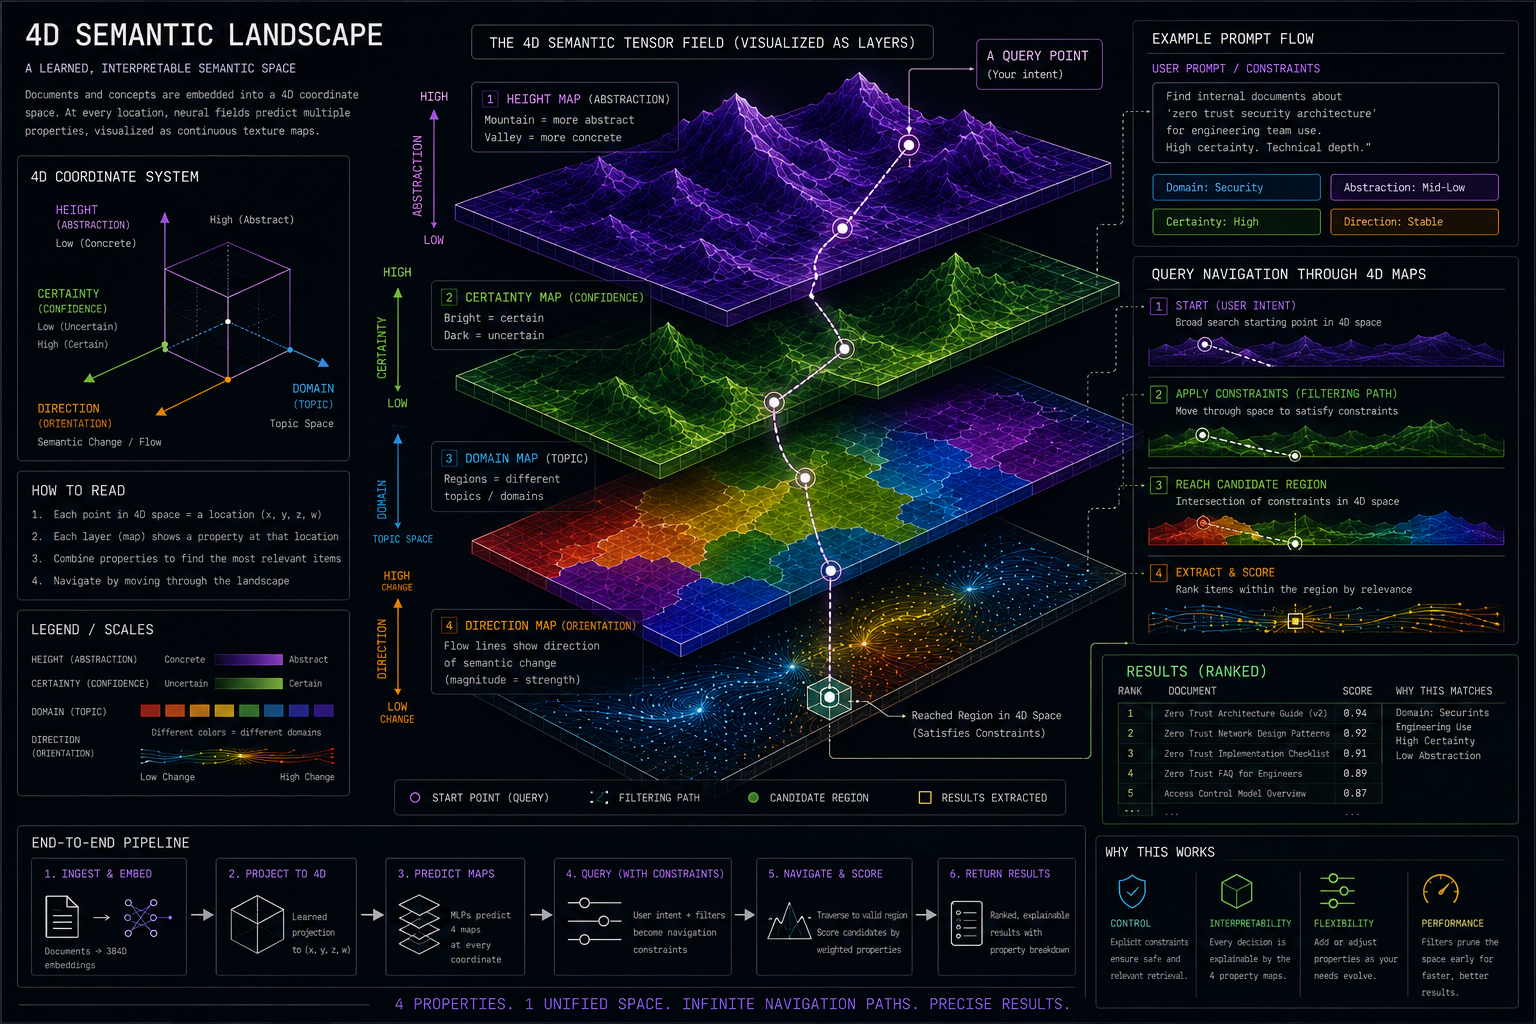 4D SEMANTIC LANDSCAPE
A LEARNED, INTERPRETABLE SEMANTIC SPACE
Documents and concepts are embedded into a 4D coordinate
space. At every location, neural fields predict multiple
properties, visualized as continuous texture maps.
4D COORDINATE SYSTEM
HEIGHT
(ABSTRACTION)
Low (Concrete)
High (Abstract)
CERTAINTY
(CONFIDENCE)
Low (Uncertain)
High (Certain)
DIRECTION
(ORIENTATION)
Semantic Change / Flow
DOMAIN
(TOPIC)
Topic Space
HOW TO READ
1. Each point in 4D space = a location (x, y, z, w)
2. Each layer (map) shows a property at that location
3. Combine properties to find the most relevant items
4. Navigate by moving through the landscape
LEGEND / SCALES
HEIGHT (ABSTRACTION) Concrete Abstract
CERTAINTY (CONFIDENCE) Uncertain Certain
DOMAIN (TOPIC)
Different colors = different domains
DIRECTION
(ORIENTATION)
Low Change High Change
THE 4D SEMANTIC TENSOR FIELD (VISUALIZED AS LAYERS)
A QUERY POINT
(Your intent)
HIGH
ABSTRACTION
LOW
1 HEIGHT MAP (ABSTRACTION)
Mountain = more abstract
Valley = more concrete
HIGH
CERTAINTY
LOW
2 CERTAINTY MAP (CONFIDENCE)
Bright = certain
Dark = uncertain
DOMAIN
TOPIC SPACE
3 DOMAIN MAP (TOPIC)
Regions = different
topics / domains
HIGH
CHANGE
DIRECTION
LOW
CHANGE
4 DIRECTION MAP (ORIENTATION)
Flow lines show direction
of semantic change
(magnitude = strength)
Reached Region in 4D Space
(Satisfies Constraints)
START POINT (QUERY)
FILTERING PATH
CANDIDATE REGION
RESULTS EXTRACTED
EXAMPLE PROMPT FLOW
USER PROMPT / CONSTRAINTS
Find internal documents about
'zero trust security architecture'
for engineering team use.
High certainty. Technical depth."
Domain: Security
Abstraction: Mid-Low
Certainty: High
Direction: Stable
QUERY NAVIGATION THROUGH 4D MAPS
1 START (USER INTENT)
Broad search starting point in 4D space
2 APPLY CONSTRAINTS (FILTERING PATH)
Move through space to satisfy constraints
3 REACH CANDIDATE REGION
Intersection of constraints in 4D space
4 EXTRACT & SCORE
Rank items within the region by relevance
RESULTS (RANKED)
RANK DOCUMENT SCORE WHY THIS MATCHES
1 Zero Trust Architecture Guide (v2) 0.94
2 Zero Trust Network Design Patterns 0.92
3 Zero Trust Implementation Checklist 0.91
4 Zero Trust FAQ for Engineers 0.89
5 Access Control Model Overview 0.87
... ... ...
Domain: Securints
Engineering Use
High Certainty
Low Abstraction
END-TO-END PIPELINE
1. INGEST & EMBED
Documents → 384D
embeddings
2. PROJECT TO 4D
Learned
projection
to (x, y, z, w)
3. PREDICT MAPS
MLPs predict
4 maps
at every
coordinate
4. QUERY (WITH CONSTRAINTS)
User intent + filters
become navigation
constraints
5. NAVIGATE & SCORE
Traverse to valid region
Score candidates by
weighted properties
6. RETURN RESULTS
Ranked, explainable
results with
property breakdown
WHY THIS WORKS
CONTROL
Explicit constraints
ensure safe and
relevant retrieval.
INTERPRETABILITY
Every decision is
explainable by the
4 property maps.
FLEXIBILITY
Add or adjust
properties as your
needs evolve.
PERFORMANCE
Filters prune the
space early for
faster, better
results.
4 PROPERTIES. 1 UNIFIED SPACE. INFINITE NAVIGATION PATHS. PRECISE RESULTS.